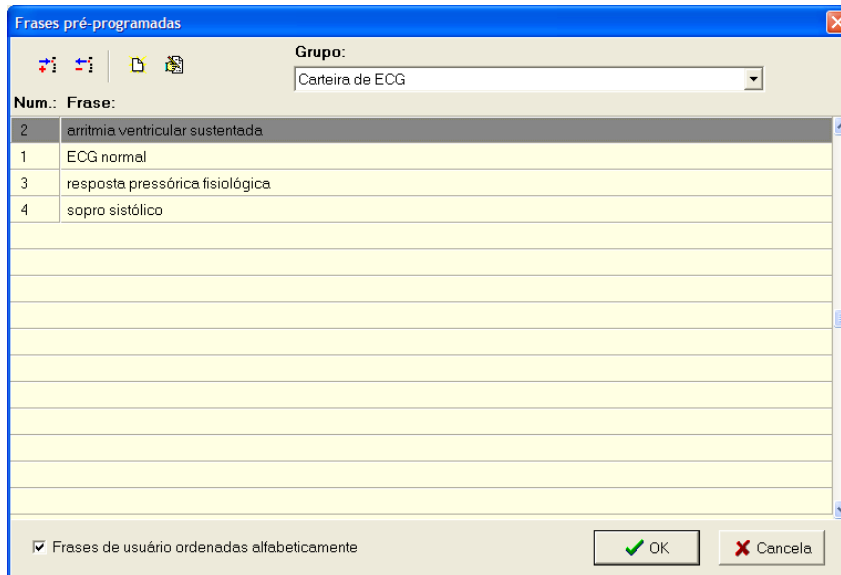 Frases pré-programadas
Grupo:
Carteira de ECG
Num.: Frase:
2 arritmia ventricular sustentada
1 ECG normal
3 resposta pressórica fisiológica
4 sopro sistólico
Frases de usuário ordenadas alfabeticamente
OK
Cancela